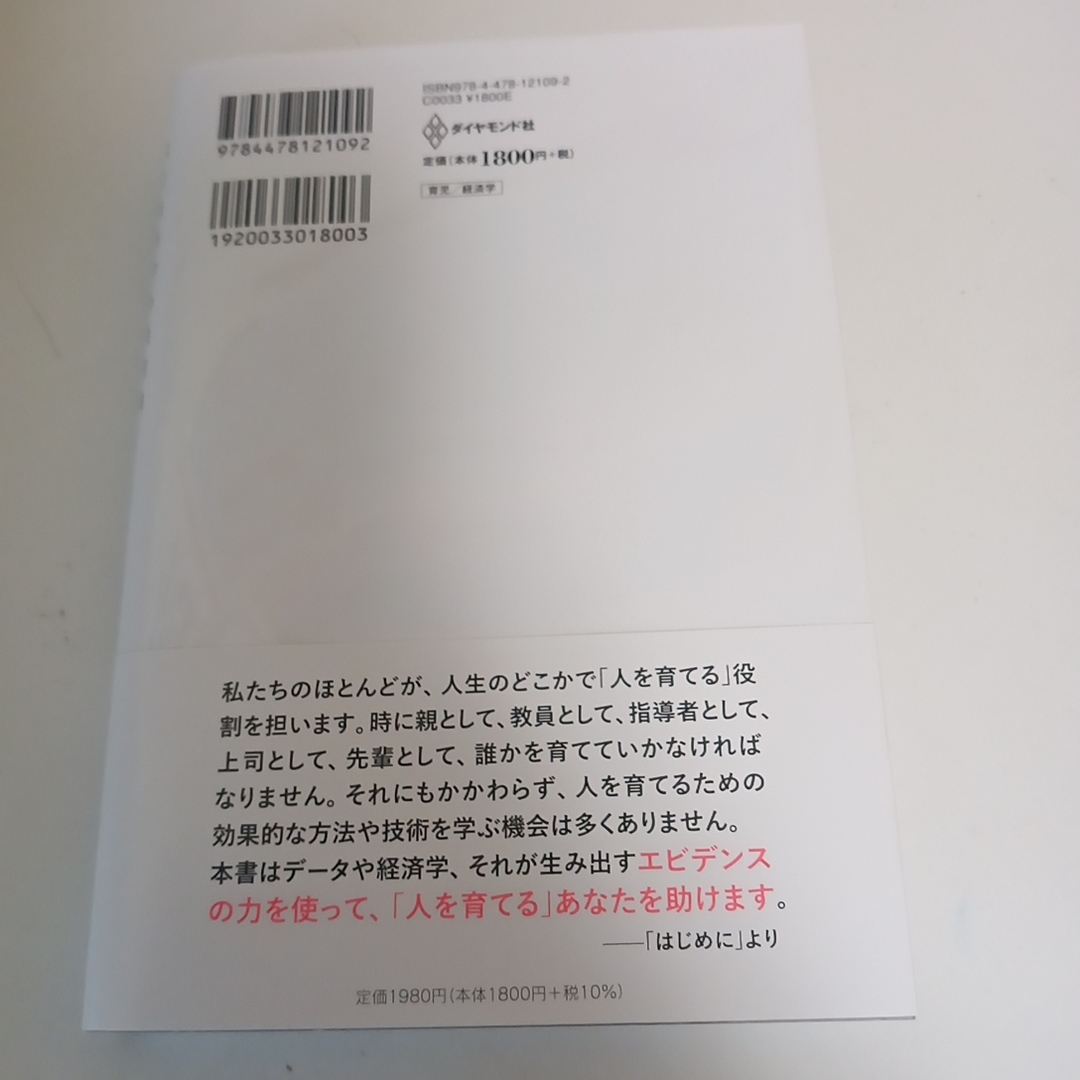 9784478121092
1920033018003
ISBN978-4-478-12109-2
C0033 ¥1800E
ダイヤモンド社
定価(本体1800円+税)
育児/経済学
私たちのほとんどが、人生のどこかで「人を育てる」役
割を担います。時に親として、教員として、指導者として、
上司として、先輩として、誰かを育てていかなければ
なりません。それにもかかわらず、人を育てるための
効果的な方法や技術を学ぶ機会は多くありません。
本書はデータや経済学、それが生み出すエビデンス
の力を使って、「人を育てる」あなたを助けます。
——「はじめに」より
定価1980円(本体1800円+税10%)